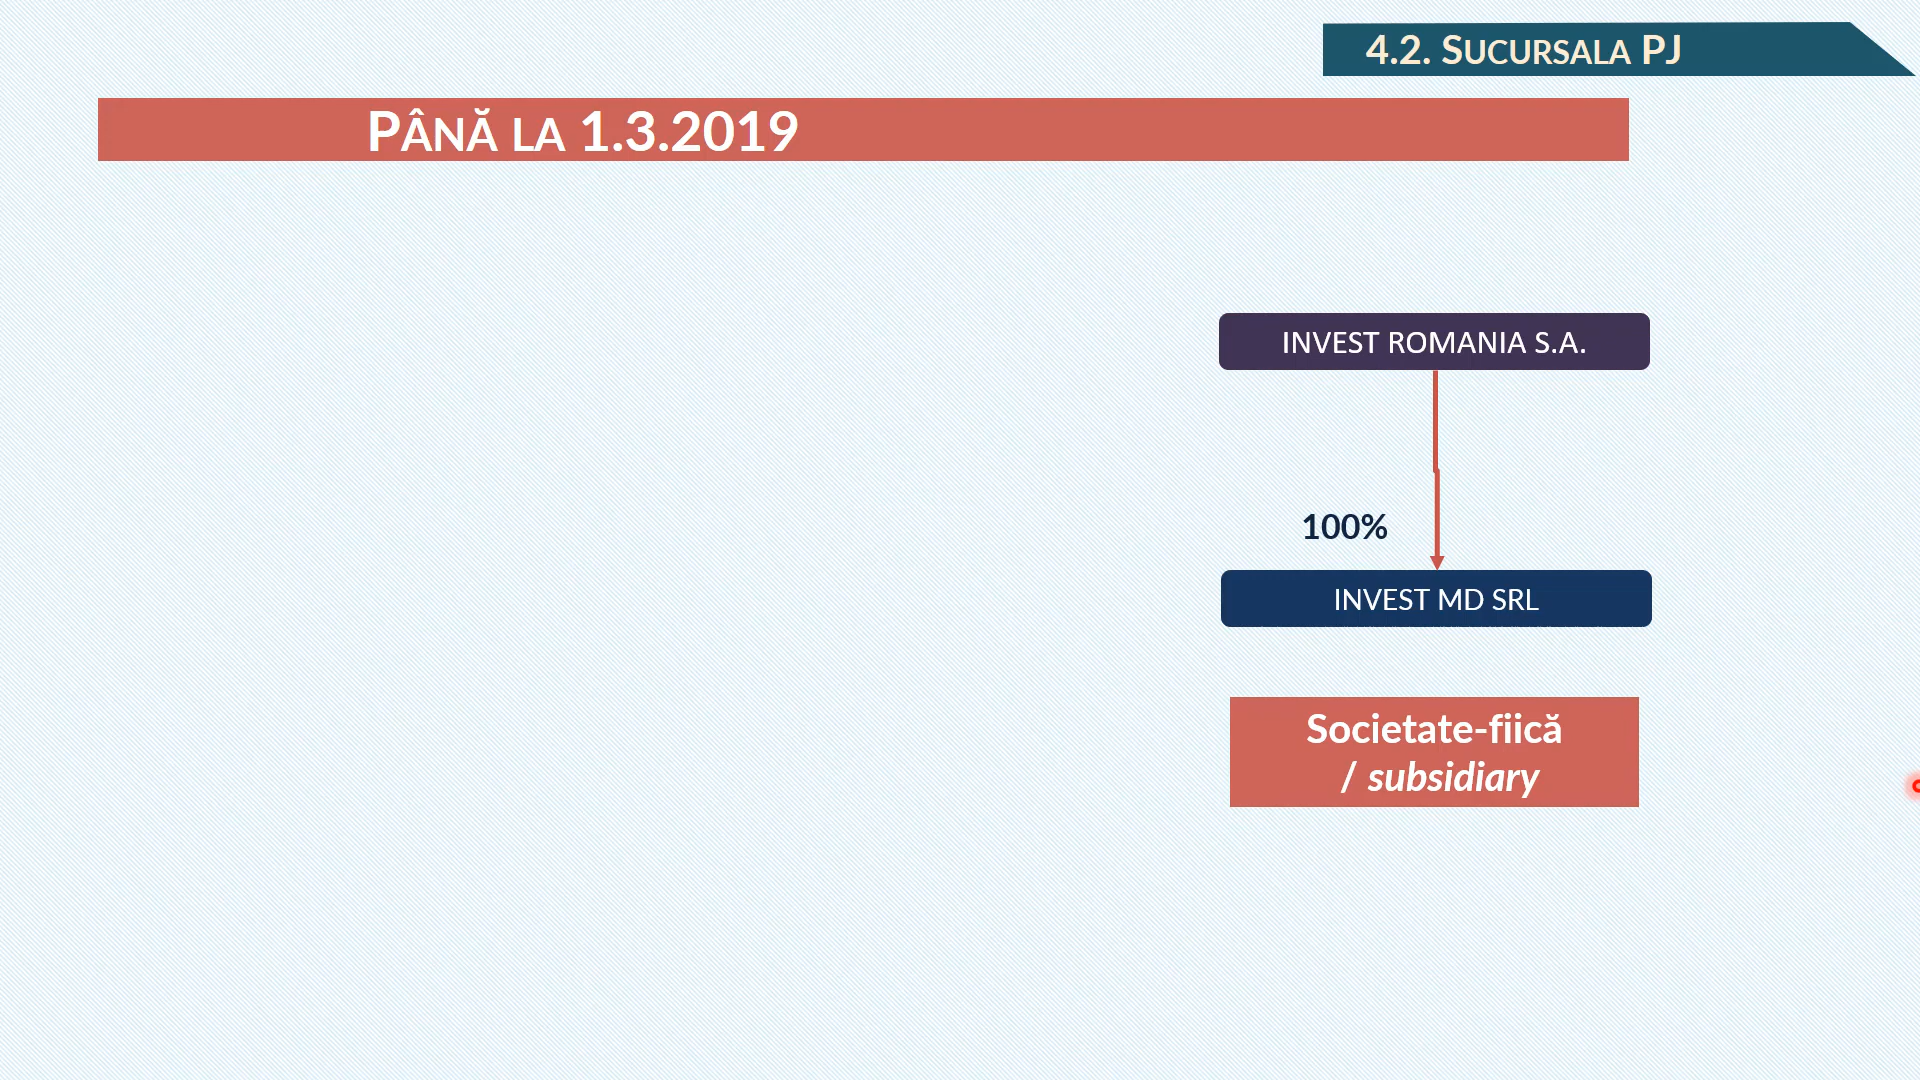 4.2. SUCURSALA PJ
PÂNĂ LA 1.3.2019
INVEST ROMANIA S.A.
100%
INVEST MD SRL
Societate-fiică
/ subsidiary